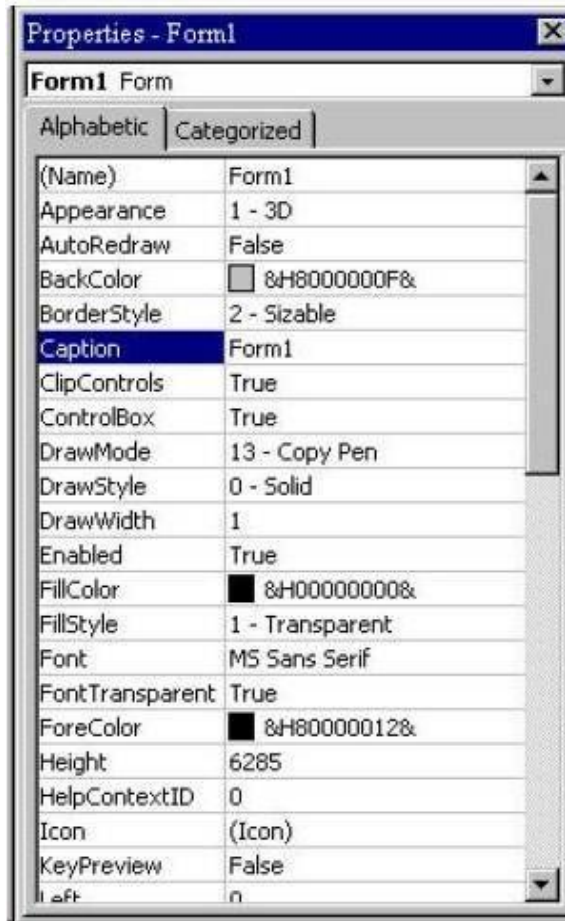 Properties - Form1
Form1 Form
Alphabetic Categorized
(Name) Form1
Appearance 1 - 3D
AutoRedraw False
BackColor &H8000000F&
BorderStyle 2 - Sizable
Caption Form1
ClipControls True
ControlBox True
DrawMode 13 - Copy Pen
DrawStyle 0 - Solid
DrawWidth 1
Enabled True
FillColor &H00000000&
FillStyle 1 - Transparent
Font MS Sans Serif
FontTransparent True
ForeColor &H80000012&
Height 6285
HelpContextID 0
Icon (Icon)
KeyPreview False
Left 0